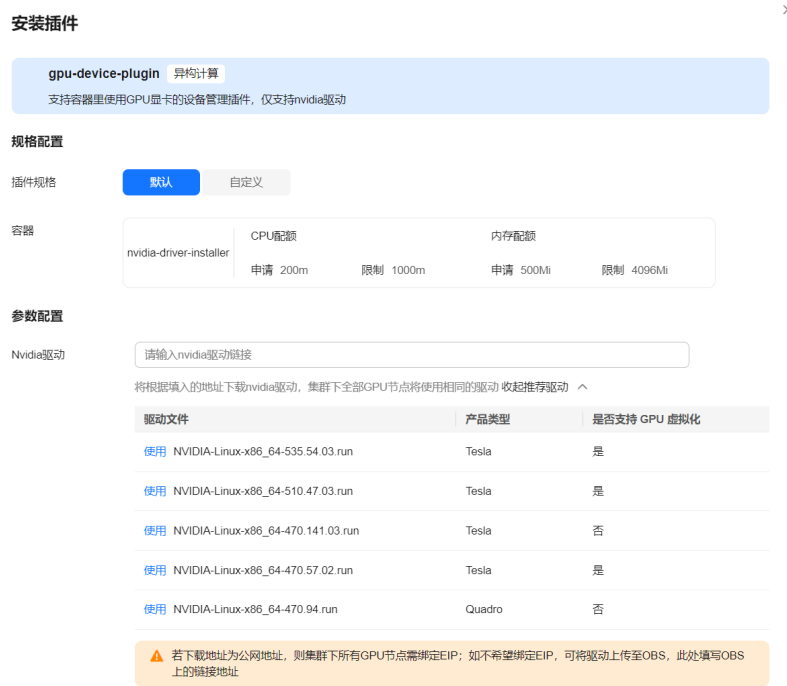 安装插件
gpu-device-plugin 异构计算
支持容器里使用GPU显卡的设备管理插件，仅支持nvidia驱动
规格配置
插件规格 默认 自定义
容器
nvidia-driver-installer
CPU配额 内存配额
申请 200m 限制 1000m 申请 500Mi 限制 4096Mi
参数配置
Nvidia驱动 请输入nvidia驱动链接
将根据填入的地址下载nvidia驱动，集群下全部GPU节点将使用相同的驱动 收起推荐驱动
驱动文件 产品类型 是否支持 GPU 虚拟化
使用 NVIDIA-Linux-x86_64-535.54.03.run Tesla 是
使用 NVIDIA-Linux-x86_64-510.47.03.run Tesla 是
使用 NVIDIA-Linux-x86_64-470.141.03.run Tesla 否
使用 NVIDIA-Linux-x86_64-470.57.02.run Tesla 是
使用 NVIDIA-Linux-x86_64-470.94.run Quadro 否
若下载地址为公网地址，则集群下所有GPU节点需绑定EIP；如不希望绑定EIP，可将驱动上传至OBS，此处填写OBS
上的链接地址